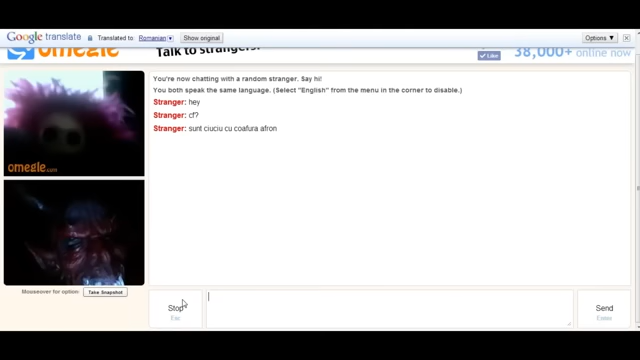 Google translate Translated to: Romanian Show original Options
omegle Talk to strangers! Like 38,000+ online now
You're now chatting with a random stranger. Say hi!
You both speak the same language. (Select "English" from the menu in the corner to disable.)
Stranger: hey
Stranger: cf?
Stranger: sunt ciuciu cu coafura afron
omegle.com
Mouseover for option: Take Snapshot
Stop
Esc
Send
Enter